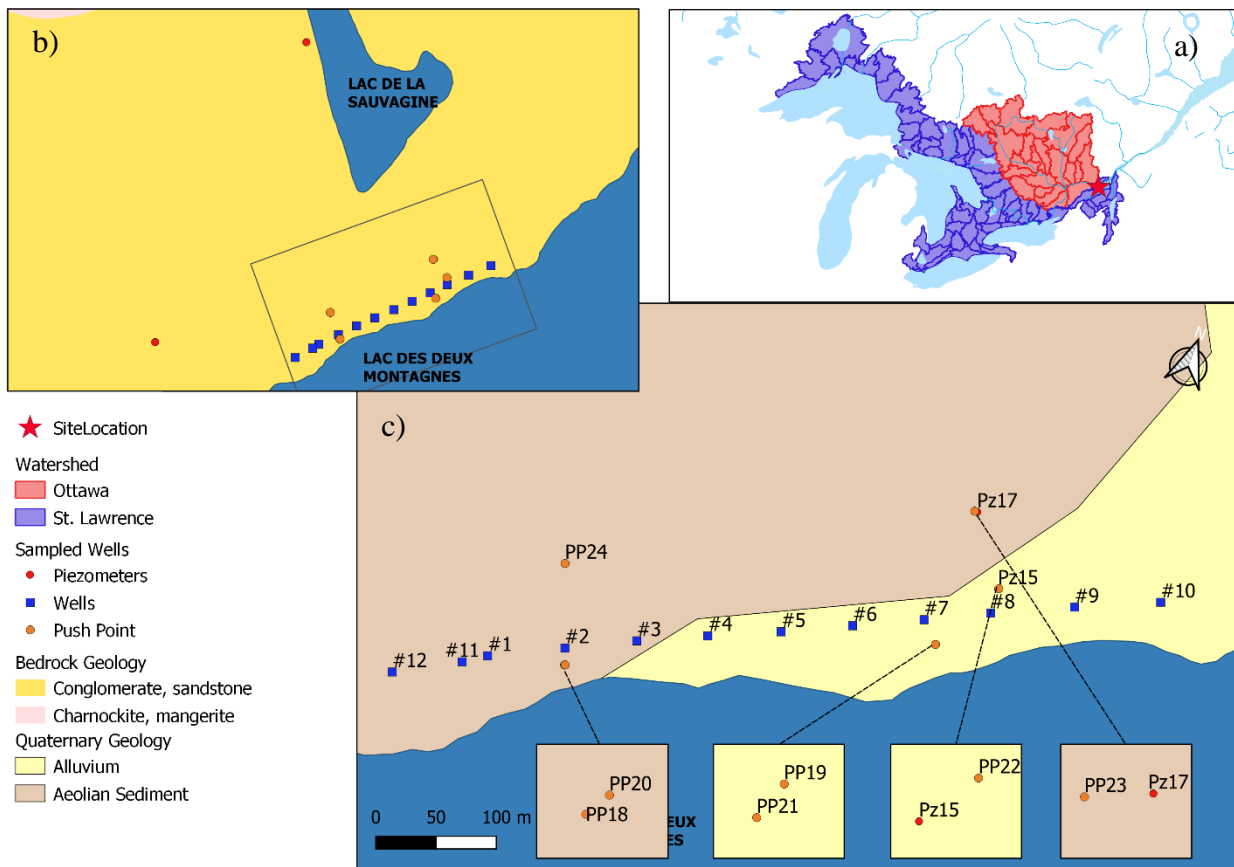 b)
LAC DE LA
SAUVAGINE
LAC DES DEUX
MONTAGNES
a)
SiteLocation
Watershed
Ottawa
St. Lawrence
Sampled Wells
Piezometers
Wells
Push Point
Bedrock Geology
Conglomerate, sandstone
Charnockite, mangerite
Quaternary Geology
Alluvium
Aeolian Sediment
c)
N
Pz17
PP24
Pz15
#12
#11
#1
#2
#3
#4
#5
#6
#7
#8
#9
#10
PP20
PP18
PP19
PP21
PP22
Pz15
PP23
Pz17
0 50 100 m
EUX
ES